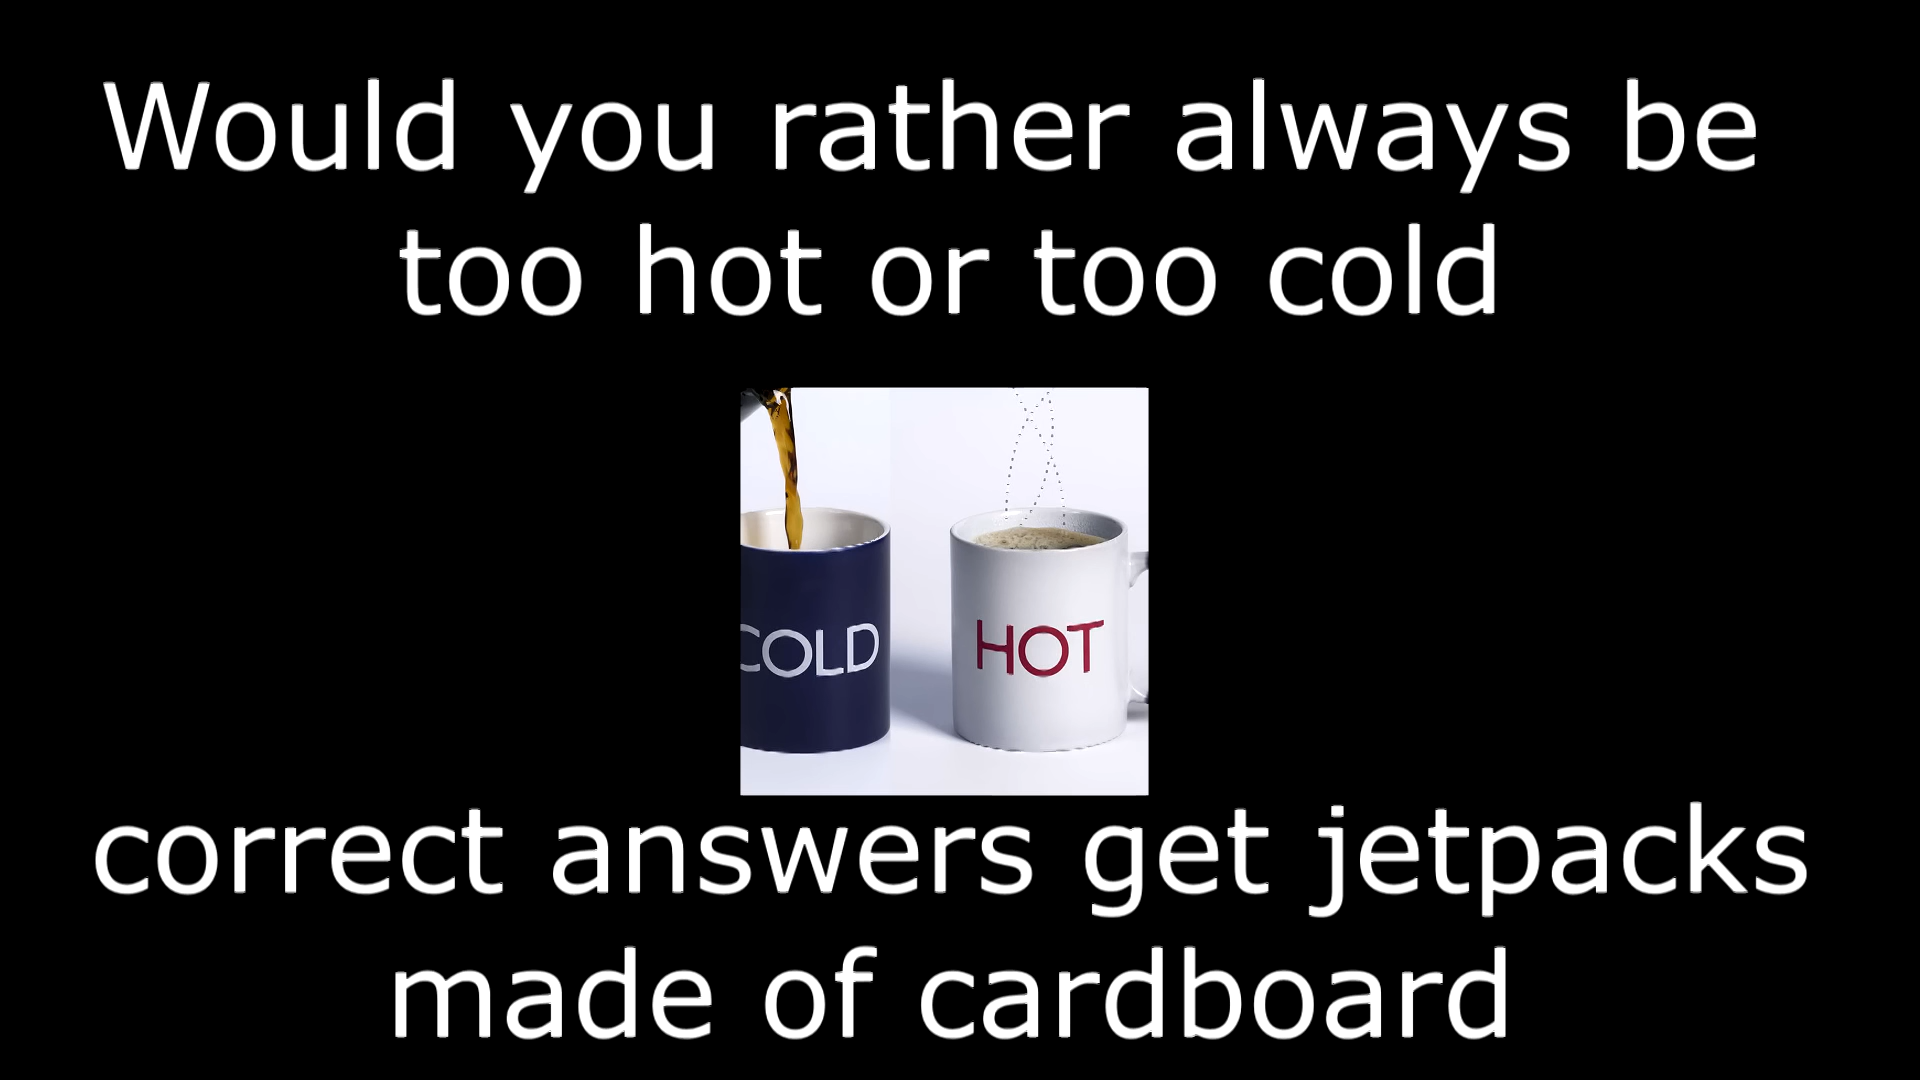 Would you rather always be
too hot or too cold
COLD
HOT
correct answers get jetpacks
made of cardboard